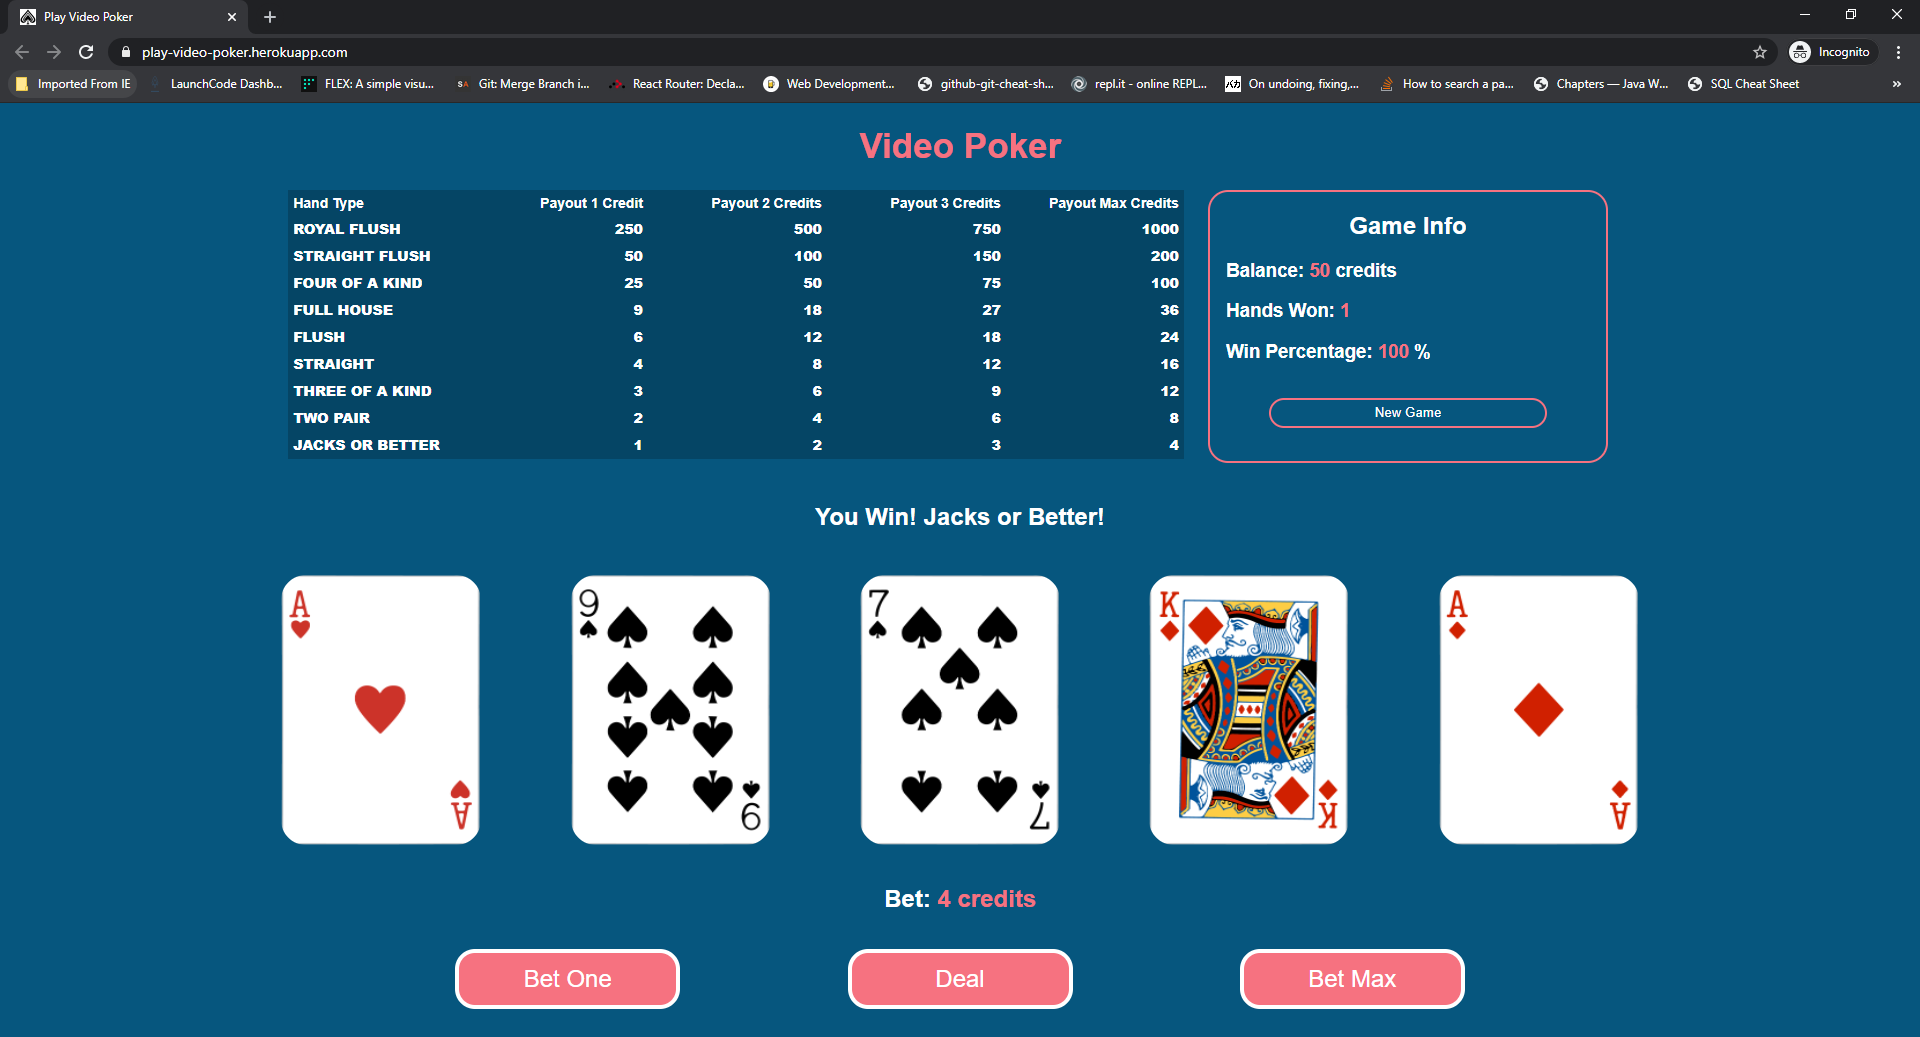 Play Video Poker
play-video-poker.herokuapp.com
Incognito
Imported From IE
LaunchCode Dashb...
FLEX: A simple visu...
SA Git: Merge Branch i...
React Router: Decla...
Web Development...
github-git-cheat-sh...
repl.it - online REPL...
バカ On undoing, fixing,...
How to search a pa...
Chapters — Java W...
SQL Cheat Sheet
»
Video Poker
Hand Type Payout 1 Credit Payout 2 Credits Payout 3 Credits Payout Max Credits
ROYAL FLUSH 250 500 750 1000
STRAIGHT FLUSH 50 100 150 200
FOUR OF A KIND 25 50 75 100
FULL HOUSE 9 18 27 36
FLUSH 6 12 18 24
STRAIGHT 4 8 12 16
THREE OF A KIND 3 6 9 12
TWO PAIR 2 4 6 8
JACKS OR BETTER 1 2 3 4
Game Info
Balance: 50 credits
Hands Won: 1
Win Percentage: 100 %
New Game
You Win! Jacks or Better!
A
A
9
9
7
7
K
K
A
A
Bet: 4 credits
Bet One
Deal
Bet Max